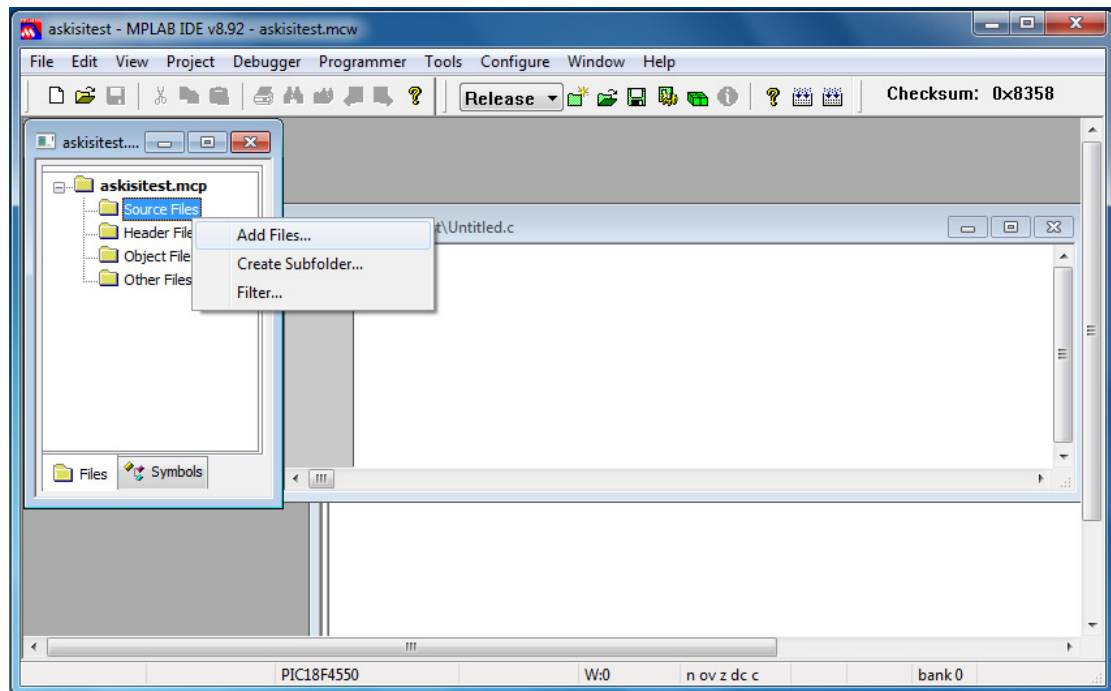 askisitest - MPLAB IDE v8.92 - askisitest.mcw
File Edit View Project Debugger Programmer Tools Configure Window Help
Release Checksum: 0x8358
askisitest....
askisitest.mcp
Source Files
Header File
Object File
Other Files
Add Files...
Create Subfolder...
Filter...
t\Untitled.c
Files Symbols
PIC18F4550 W:0 n ov z dc c bank 0